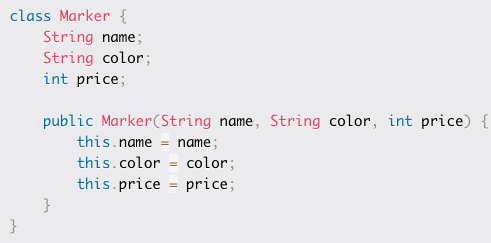 class Marker {
    String name;
    String color;
    int price;

    public Marker(String name, String color, int price) {
        this.name = name;
        this.color = color;
        this.price = price;
    }
}